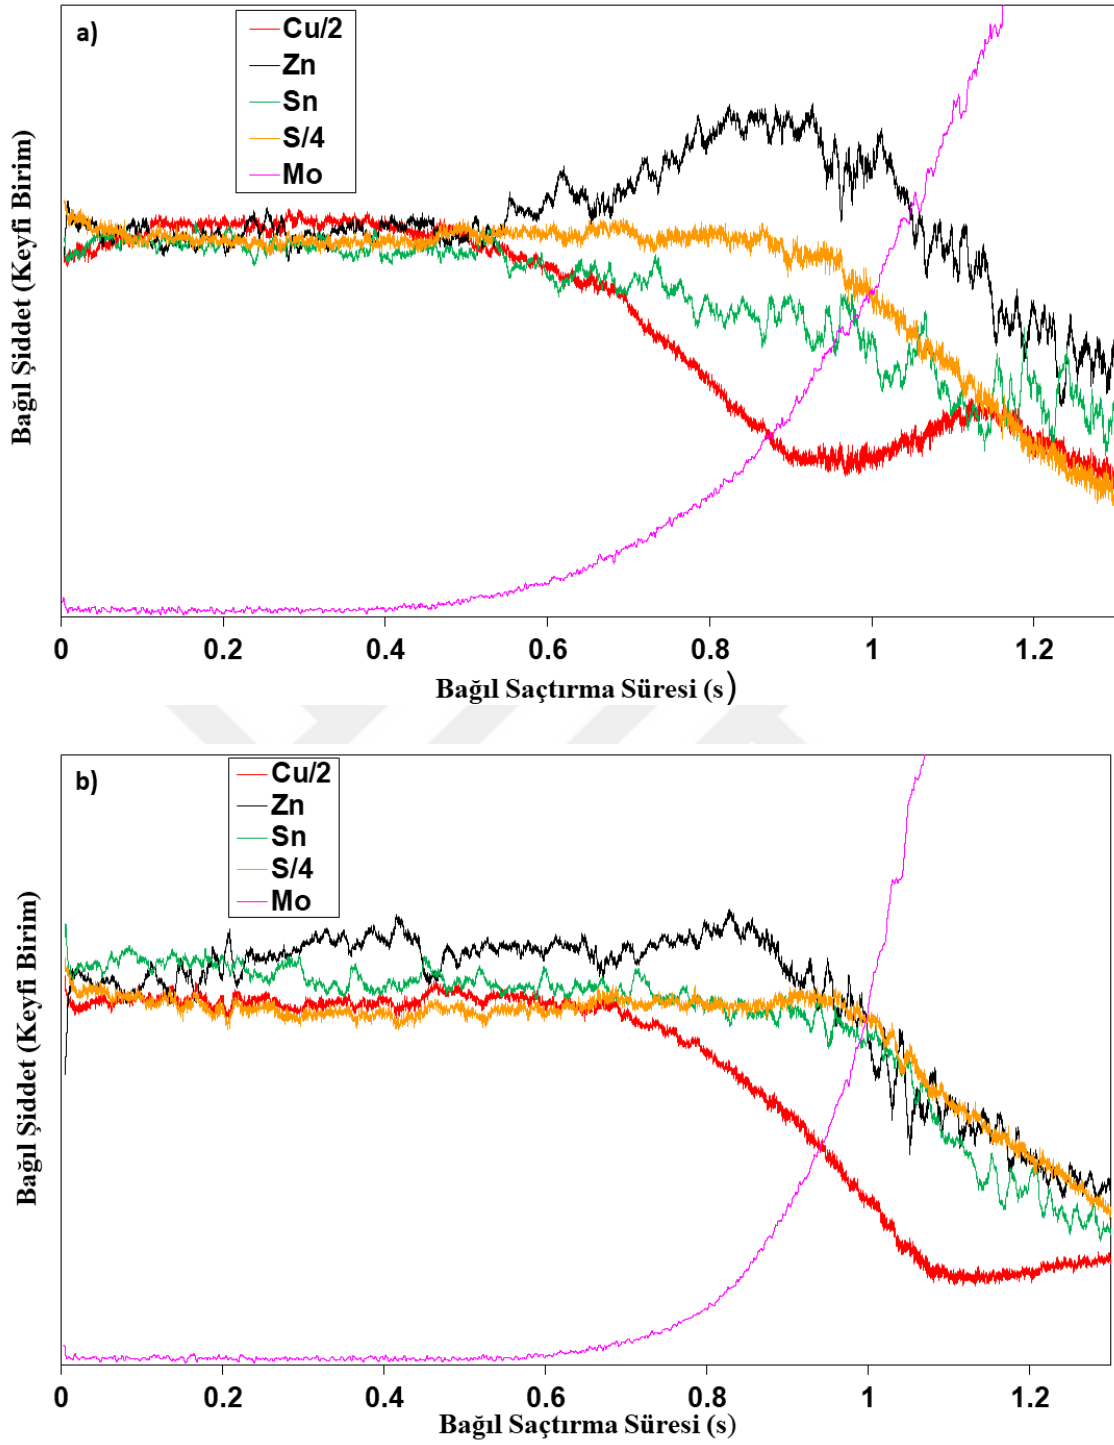 a)
Cu/2
Zn
Sn
S/4
Mo
Bağıl Şiddet (Keyfi Birim)
0 0.2 0.4 0.6 0.8 1 1.2
Bağıl Saçtırma Süresi (s)
b)
Cu/2
Zn
Sn
S/4
Mo
Bağıl Şiddet (Keyfi Birim)
0 0.2 0.4 0.6 0.8 1 1.2
Bağıl Saçtırma Süresi (s)